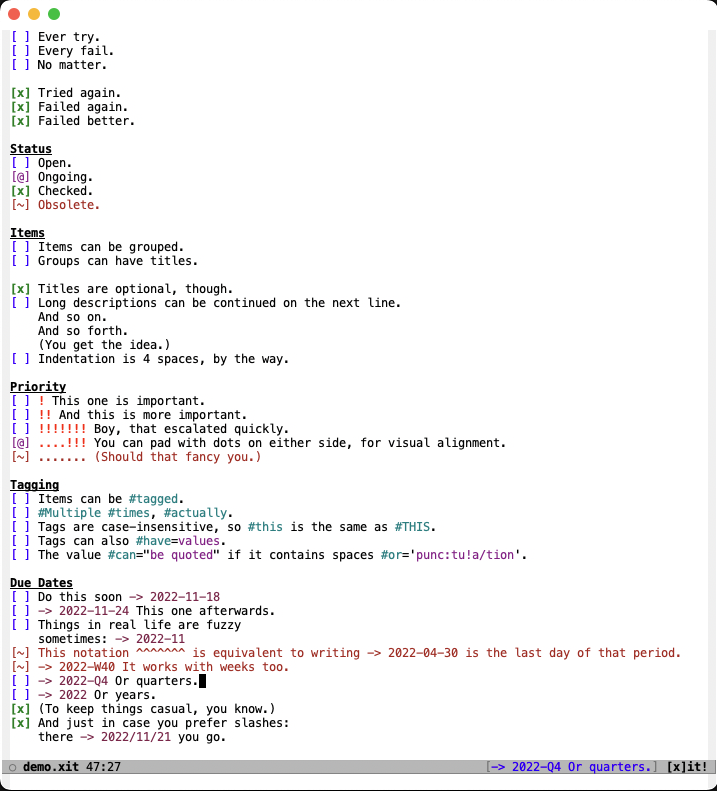 [ ] Ever try.
[ ] Every fail.
[ ] No matter.
[x] Tried again.
[x] Failed again.
[x] Failed better.
Status
[ ] Open.
[@] Ongoing.
[x] Checked.
[~] Obsolete.
Items
[ ] Items can be grouped.
[ ] Groups can have titles.
[x] Titles are optional, though.
[ ] Long descriptions can be continued on the next line.
And so on.
And so forth.
(You get the idea.)
[ ] Indentation is 4 spaces, by the way.
Priority
[ ] ! This one is important.
[ ] !! And this is more important.
[ ] !!!!!!! Boy, that escalated quickly.
[@] ....!!! You can pad with dots on either side, for visual alignment.
[~] ....... (Should that fancy you.)
Tagging
[ ] Items can be #tagged.
[ ] #Multiple #times, #actually.
[ ] Tags are case-insensitive, so #this is the same as #THIS.
[ ] Tags can also #have=values.
[ ] The value #can="be quoted" if it contains spaces #or='punc:tu!a/tion'.
Due Dates
[ ] Do this soon -> 2022-11-18
[ ] -> 2022-11-24 This one afterwards.
[ ] Things in real life are fuzzy
sometimes: -> 2022-11
[~] This notation ^^^^^^^ is equivalent to writing -> 2022-04-30 is the last day of that period.
[~] -> 2022-W40 It works with weeks too.
[ ] -> 2022-Q4 Or quarters.
[ ] -> 2022 Or years.
[x] (To keep things casual, you know.)
[x] And just in case you prefer slashes:
there -> 2022/11/21 you go.
○ demo.xit 47:27 [-> 2022-Q4 Or quarters.] [x]it!